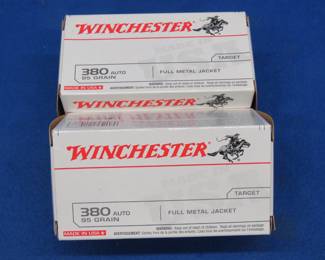 WINCHESTER
TARGET
380 AUTO
95 GRAIN
FULL METAL JACKET
MADE IN USA
WINCHESTER
WINCHESTER
TARGET
380 AUTO
95 GRAIN
FULL METAL JACKET
MADE IN USA